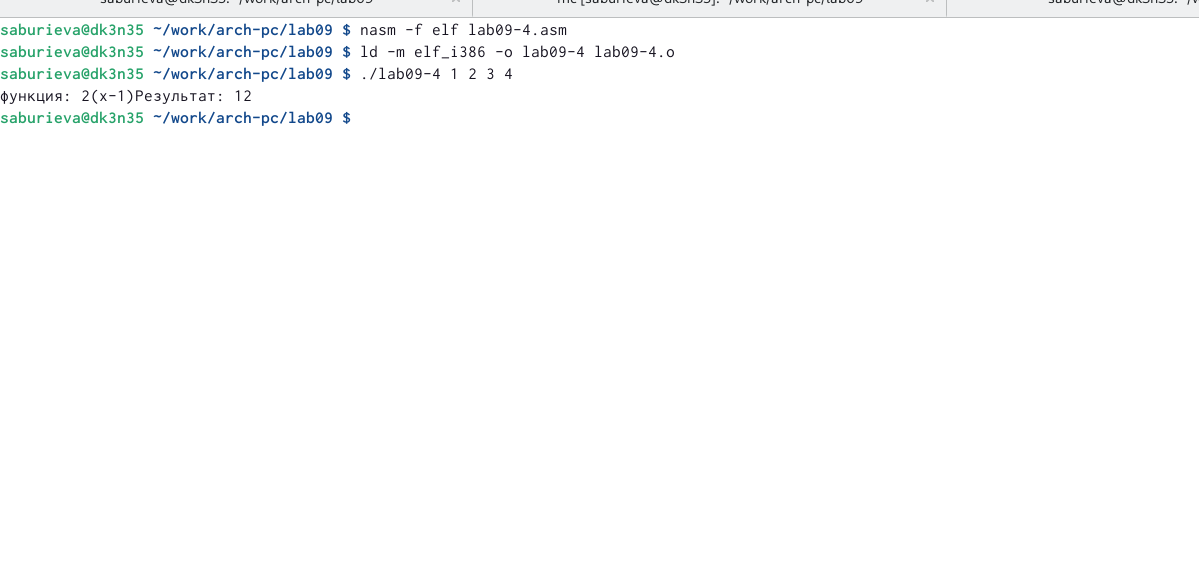 saburieva@dk3n35: ~/work/arch-pc/lab09 mc [saburieva@dk3n35]: ~/work/arch-pc/lab09 saburieva@dk3n35:
saburieva@dk3n35 ~/work/arch-pc/lab09 $ nasm -f elf lab09-4.asm
saburieva@dk3n35 ~/work/arch-pc/lab09 $ ld -m elf_i386 -o lab09-4 lab09-4.o
saburieva@dk3n35 ~/work/arch-pc/lab09 $ ./lab09-4 1 2 3 4
функция: 2(x-1)Результат: 12
saburieva@dk3n35 ~/work/arch-pc/lab09 $